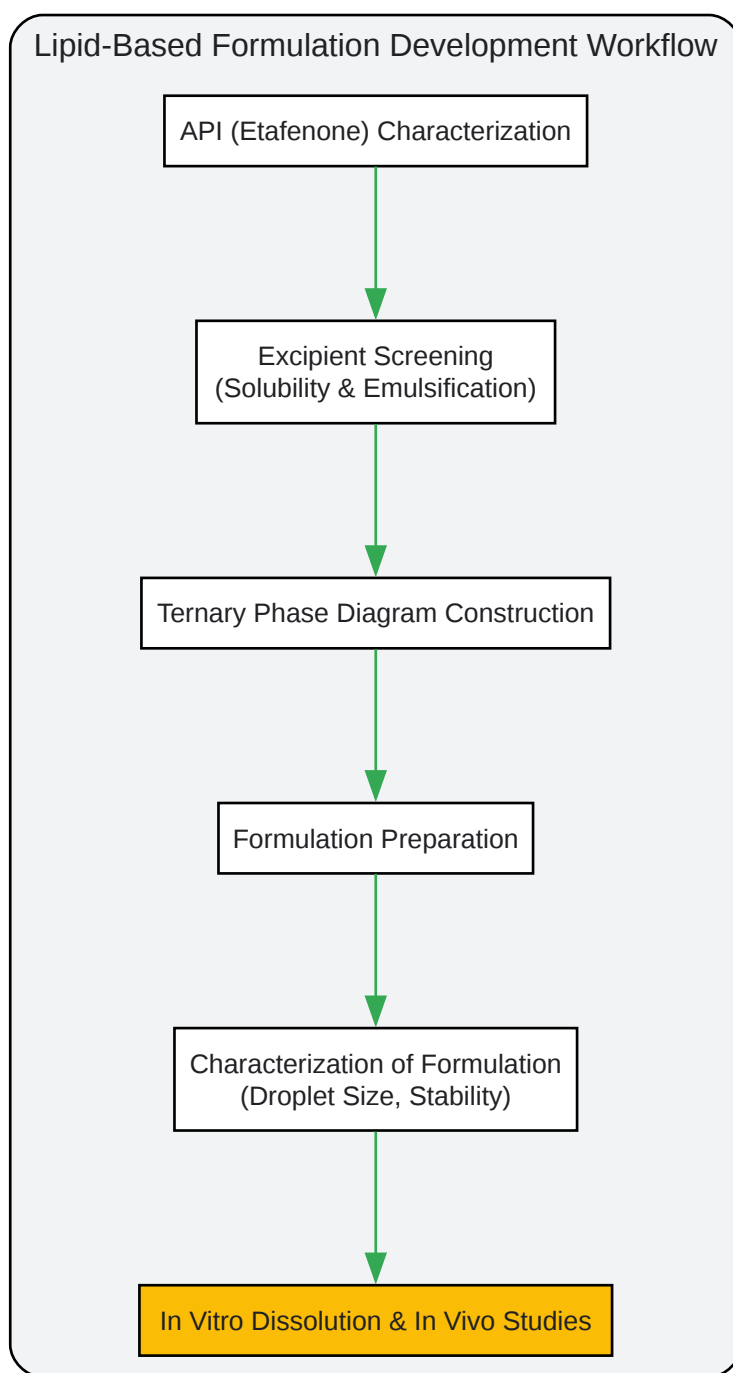 Lipid-Based Formulation Development Workflow
API (Etafenone) Characterization
Excipient Screening
(Solubility & Emulsification)
Ternary Phase Diagram Construction
Formulation Preparation
Characterization of Formulation
(Droplet Size, Stability)
In Vitro Dissolution & In Vivo Studies